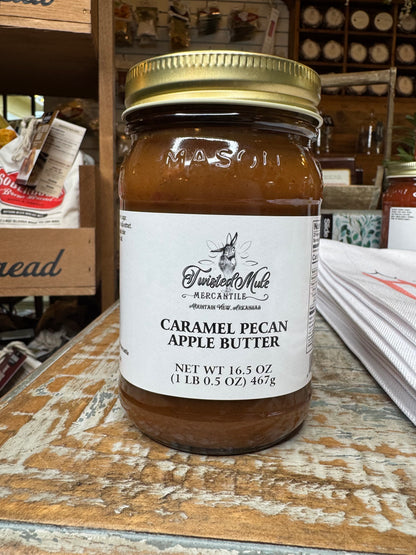 MASON
Twisted Mule
MERCANTILE
MOUNTAIN VIEW, ARKANSAS
CARAMEL PECAN
APPLE BUTTER
NET WT 16.5 OZ
(1 LB 0.5 OZ) 467g
read